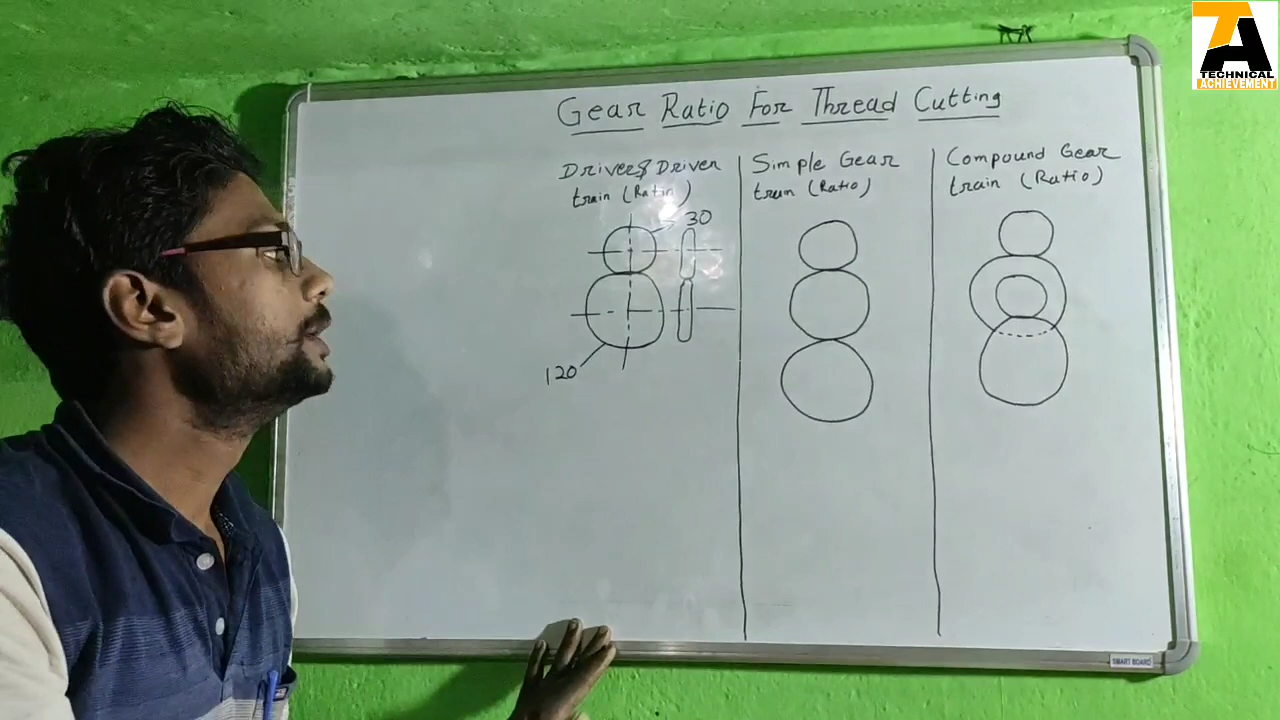 TA
TECHNICAL
ACHIEVEMENT
Gear Ratio For Thread Cutting
Driver & Driven
train (Ratio)
30
120
Simple Gear
train (Ratio)
Compound Gear
train (Ratio)
SMART BOARD